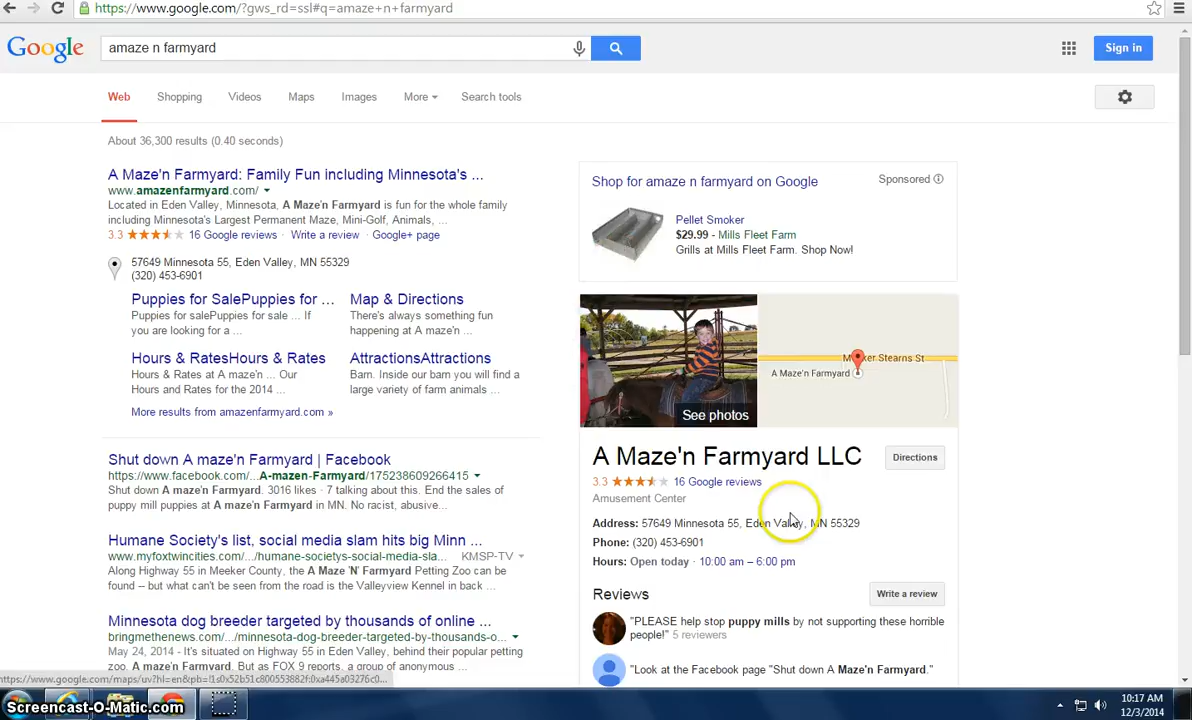 https://www.google.com/?gws_rd=ssl#q=amaze+n+farmyard
Google
amaze n farmyard
Sign in
Web Shopping Videos Maps Images More Search tools
About 36,300 results (0.40 seconds)
A Maze'n Farmyard: Family Fun including Minnesota's ...
www.amazenfarmyard.com/
Located in Eden Valley, Minnesota, A Maze'n Farmyard is fun for the whole family
including Minnesota's Largest Permanent Maze, Mini-Golf, Animals, ...
3.3 16 Google reviews · Write a review · Google+ page
57649 Minnesota 55, Eden Valley, MN 55329
(320) 453-6901
Puppies for SalePuppies for ...
Puppies for salePuppies for sale ... If
you are looking for a ...
Map & Directions
There's always something fun
happening at A maze'n ...
Hours & RatesHours & Rates
Hours & Rates at A maze'n ... Our
Hours and Rates for the 2014 ...
AttractionsAttractions
Barn. Inside our barn you will find a
large variety of farm animals, ...
More results from amazenfarmyard.com »
Shut down A maze'n Farmyard | Facebook
https://www.facebook.com/...A-mazen-Farmyard/175238609266415
Shut down A maze'n Farmyard. 3016 likes · 7 talking about this. End the sales of
puppy mill puppies at A maze'n Farmyard in MN. No racist, abusive...
Humane Society's list, social media slam hits big Minn ...
www.myfoxtwincities.com/.../humane-societys-social-media-sla... KMSP-TV
Along Highway 55 in Meeker County, the A Maze 'N' Farmyard Petting Zoo can be
found – but what can't be seen from the road is the Valleyview Kennel in back ...
Minnesota dog breeder targeted by thousands of online ...
bringmethenews.com/.../minnesota-dog-breeder-targeted-by-thousands-o...
May 24, 2014 - It's situated on Highway 55 in Eden Valley, behind their popular petting
zoo, A maze'n Farmyard. But as FOX 9 reports, a group of anonymous ...
Shop for amaze n farmyard on Google
Sponsored
Pellet Smoker
$29.99 - Mills Fleet Farm
Grills at Mills Fleet Farm. Shop Now!
See photos
Stearns St
A Maze'n Farmyard
A Maze'n Farmyard LLC
Directions
3.3 16 Google reviews
Amusement Center
Address: 57649 Minnesota 55, Eden Valley, MN 55329
Phone: (320) 453-6901
Hours: Open today · 10:00 am – 6:00 pm
Reviews
Write a review
"PLEASE help stop puppy mills by not supporting these horrible
people!" 5 reviewers
"Look at the Facebook page "Shut down A Maze'n Farmyard."
https://www.google.com/maps/uv?hl=en&pb=!1s0x52b51c800553882f:0xa445d03276c0...
Screencast-O-Matic.com
10:17 AM
12/3/2014